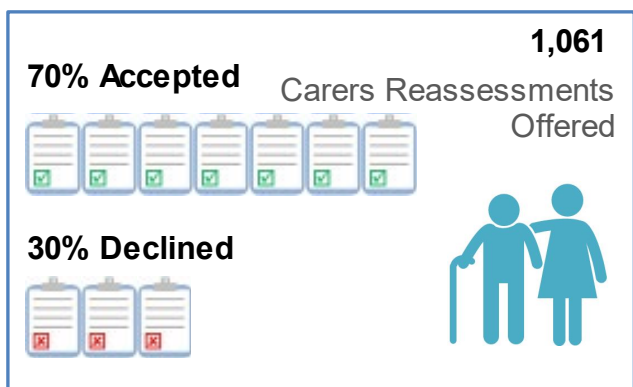 1,061
70% Accepted
Carers Reassessments
Offered
30% Declined